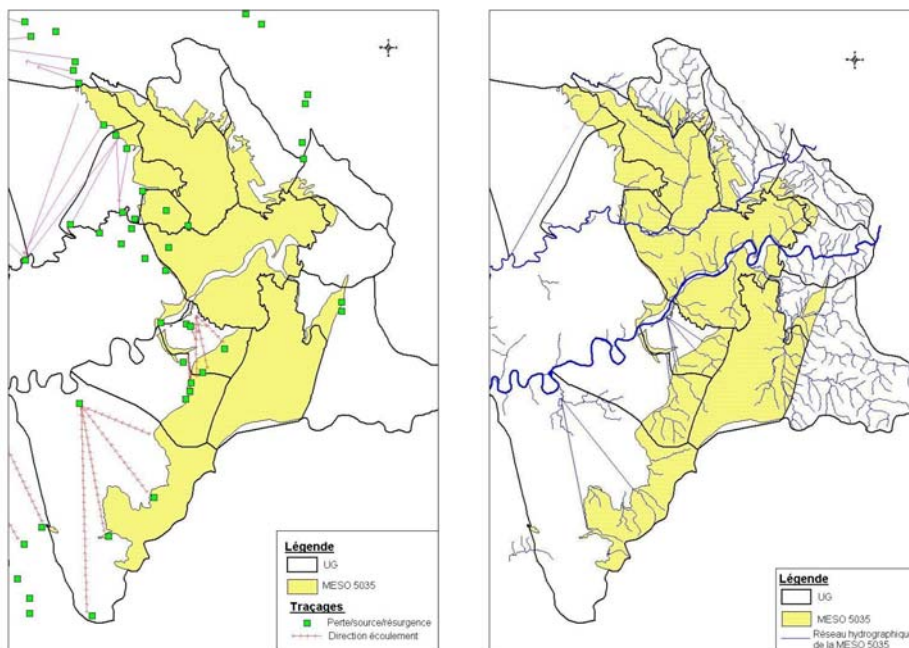 Légende
UG
MESO 5035
Traçages
Perte/source/résurgence
Direction écoulement
Légende
UG
MESO 5035
Réseau hydrographique
de la MESO 5035